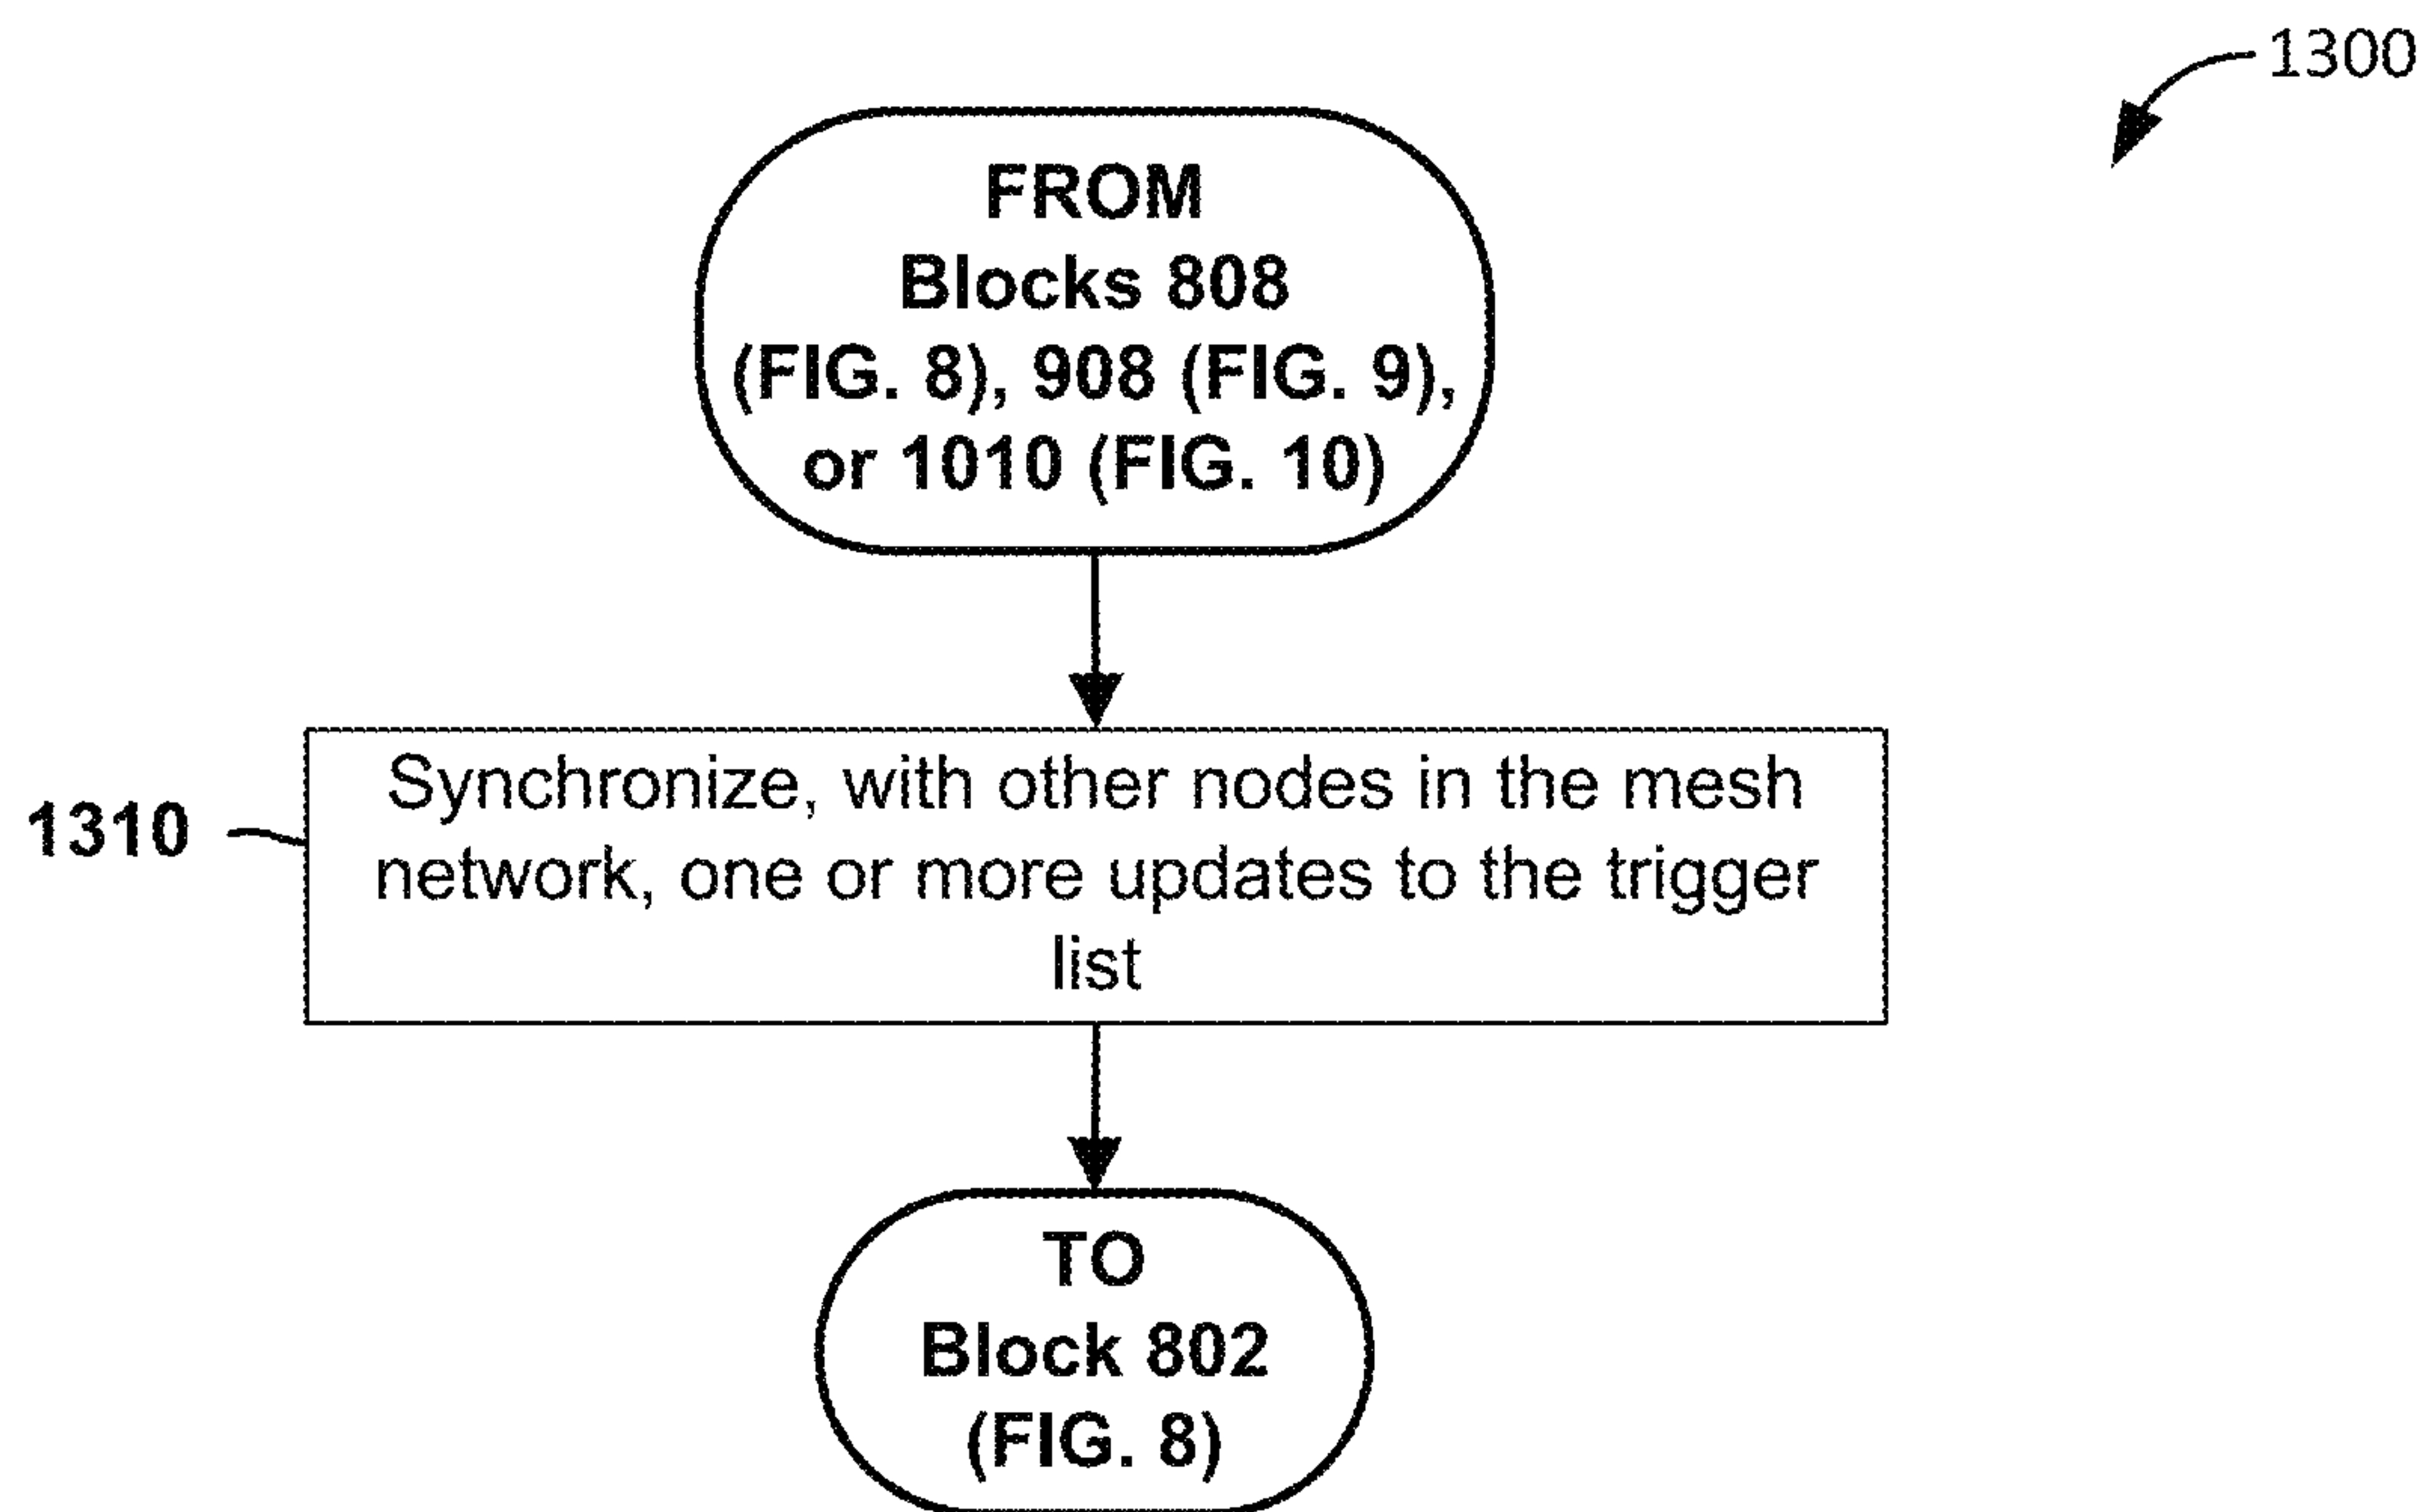 1300
FROM
Blocks 808
(FIG. 8), 908 (FIG. 9),
or 1010 (FIG. 10)
1310
Synchronize, with other nodes in the mesh
network, one or more updates to the trigger
list
TO
Block 802
(FIG. 8)